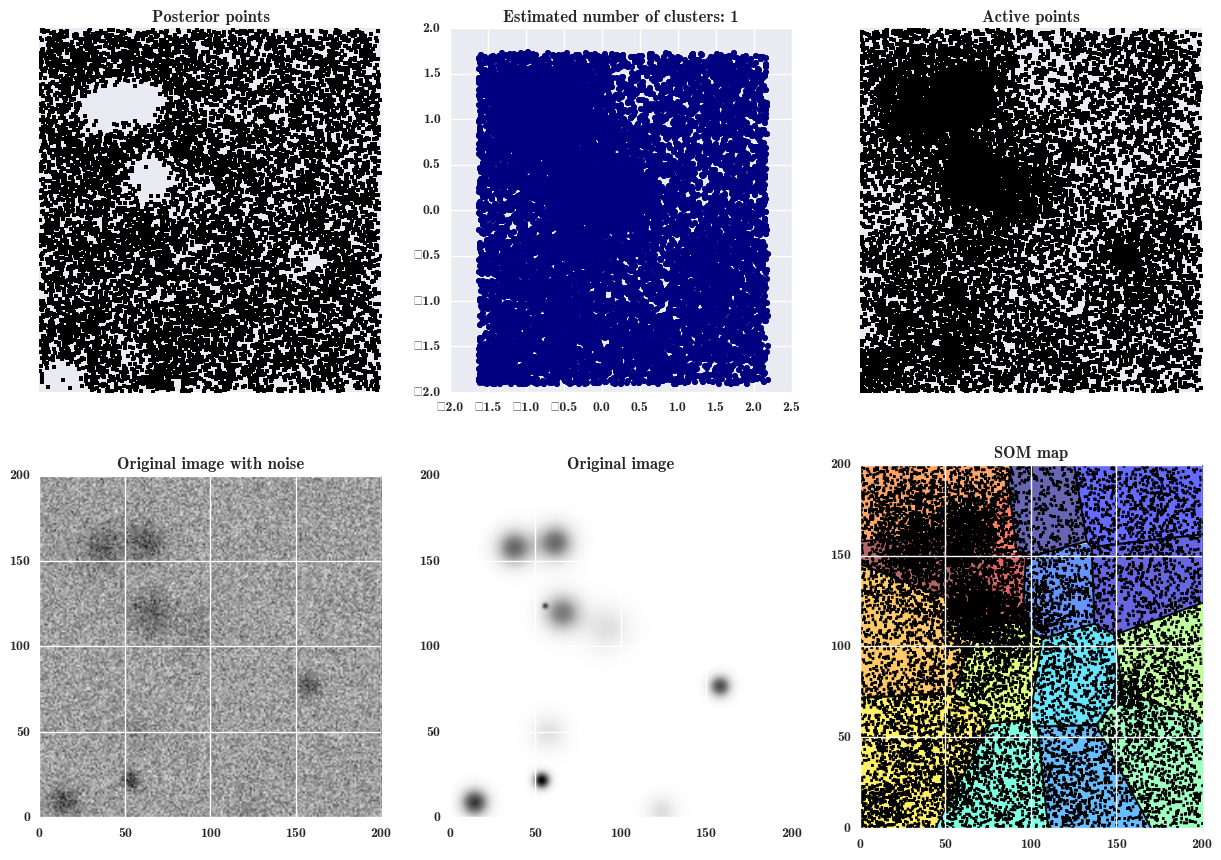 Posterior points
Estimated number of clusters: 1
Active points
2.0
1.5
1.0
0.5
0.0
□0.5
□1.0
□1.5
□2.0
□2.0 □1.5 □1.0 □0.5 0.0 0.5 1.0 1.5 2.0 2.5
Original image with noise
200
150
100
50
0
0 50 100 150 200
Original image
200
150
100
50
0
0 50 100 150 200
SOM map
200
150
100
50
0
0 50 100 150 200